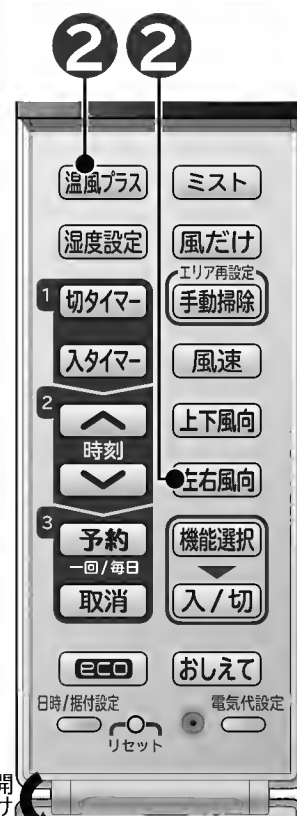 2 2
温風プラス ミスト
湿度設定 風だけ
エリア再設定
1 切タイマー 手動掃除
入タイマー 風速
2
時刻
上下風向
左右風向
3 予約 機能選択
一回/毎日
取消 入/切
eco おしえて
日時/据付設定 電気代設定
リセット
開
け